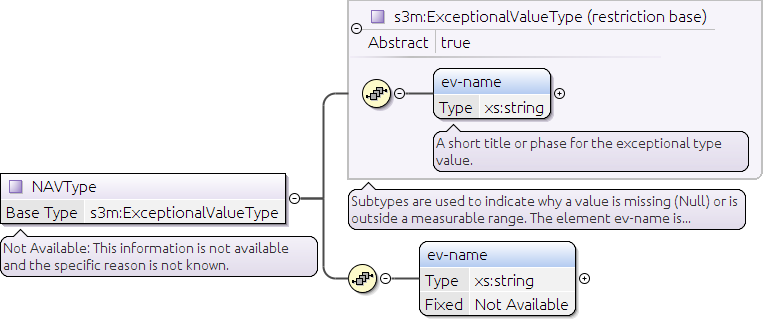 s3m:ExceptionalValueType (restriction base)
Abstract true
ev-name
Type xs:string
A short title or phase for the exceptional type
value.
NAVType
Base Type s3m:ExceptionalValueType
Not Available: This information is not available
and the specific reason is not known.
Subtypes are used to indicate why a value is missing (Null) or is
outside a measurable range. The element ev-name is...
ev-name
Type xs:string
Fixed Not Available